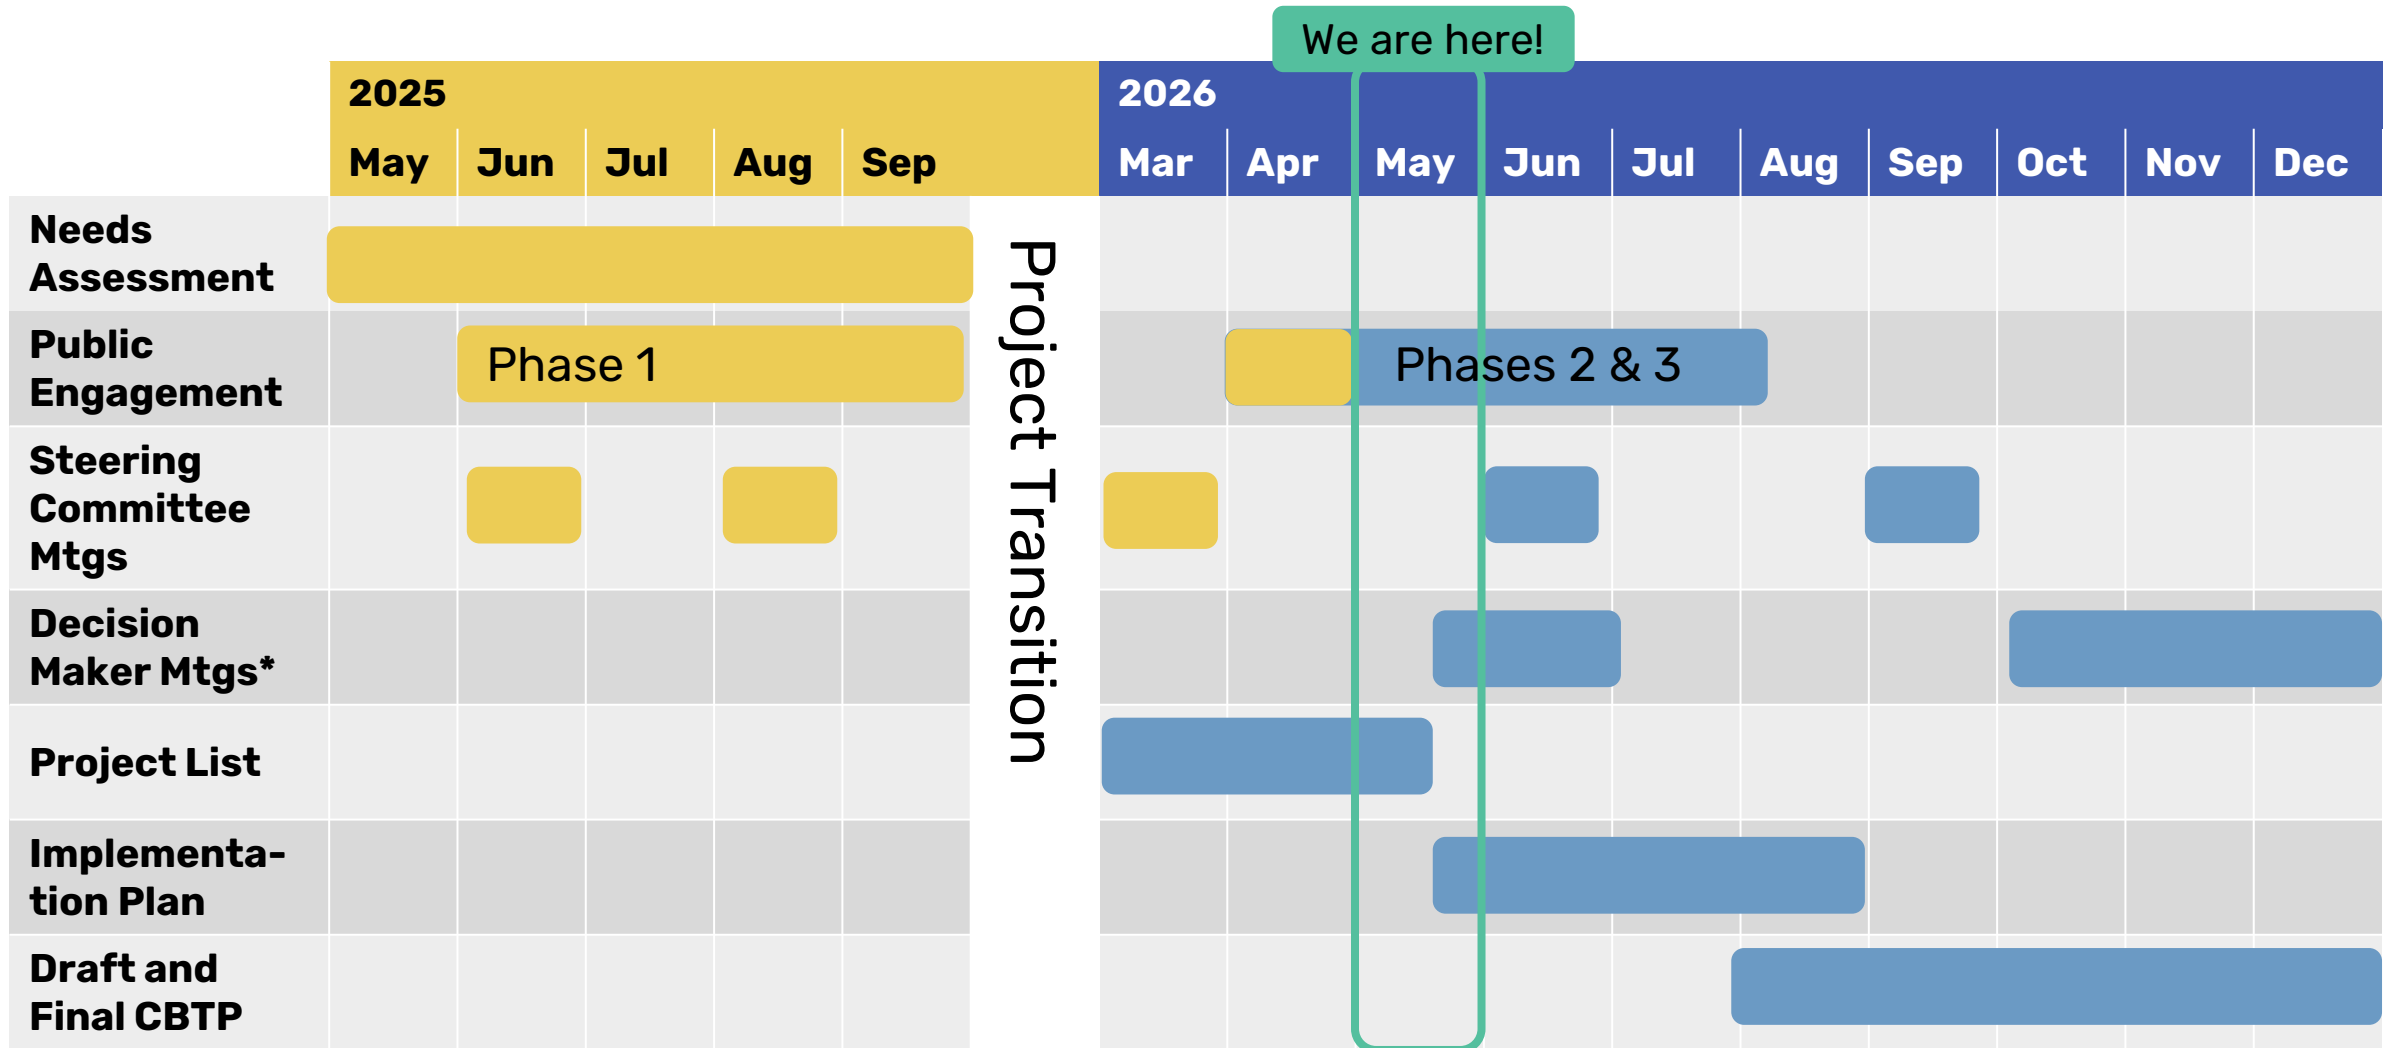 We are here!
2025
2026
May Jun Jul Aug Sep
Mar Apr May Jun Jul Aug Sep Oct Nov Dec
Needs
Assessment
Public
Engagement
Phase 1
Phases 2 & 3
Project Transition
Steering
Committee
Mtgs
Decision
Maker Mtgs*
Project List
Implementa-
tion Plan
Draft and
Final CBTP